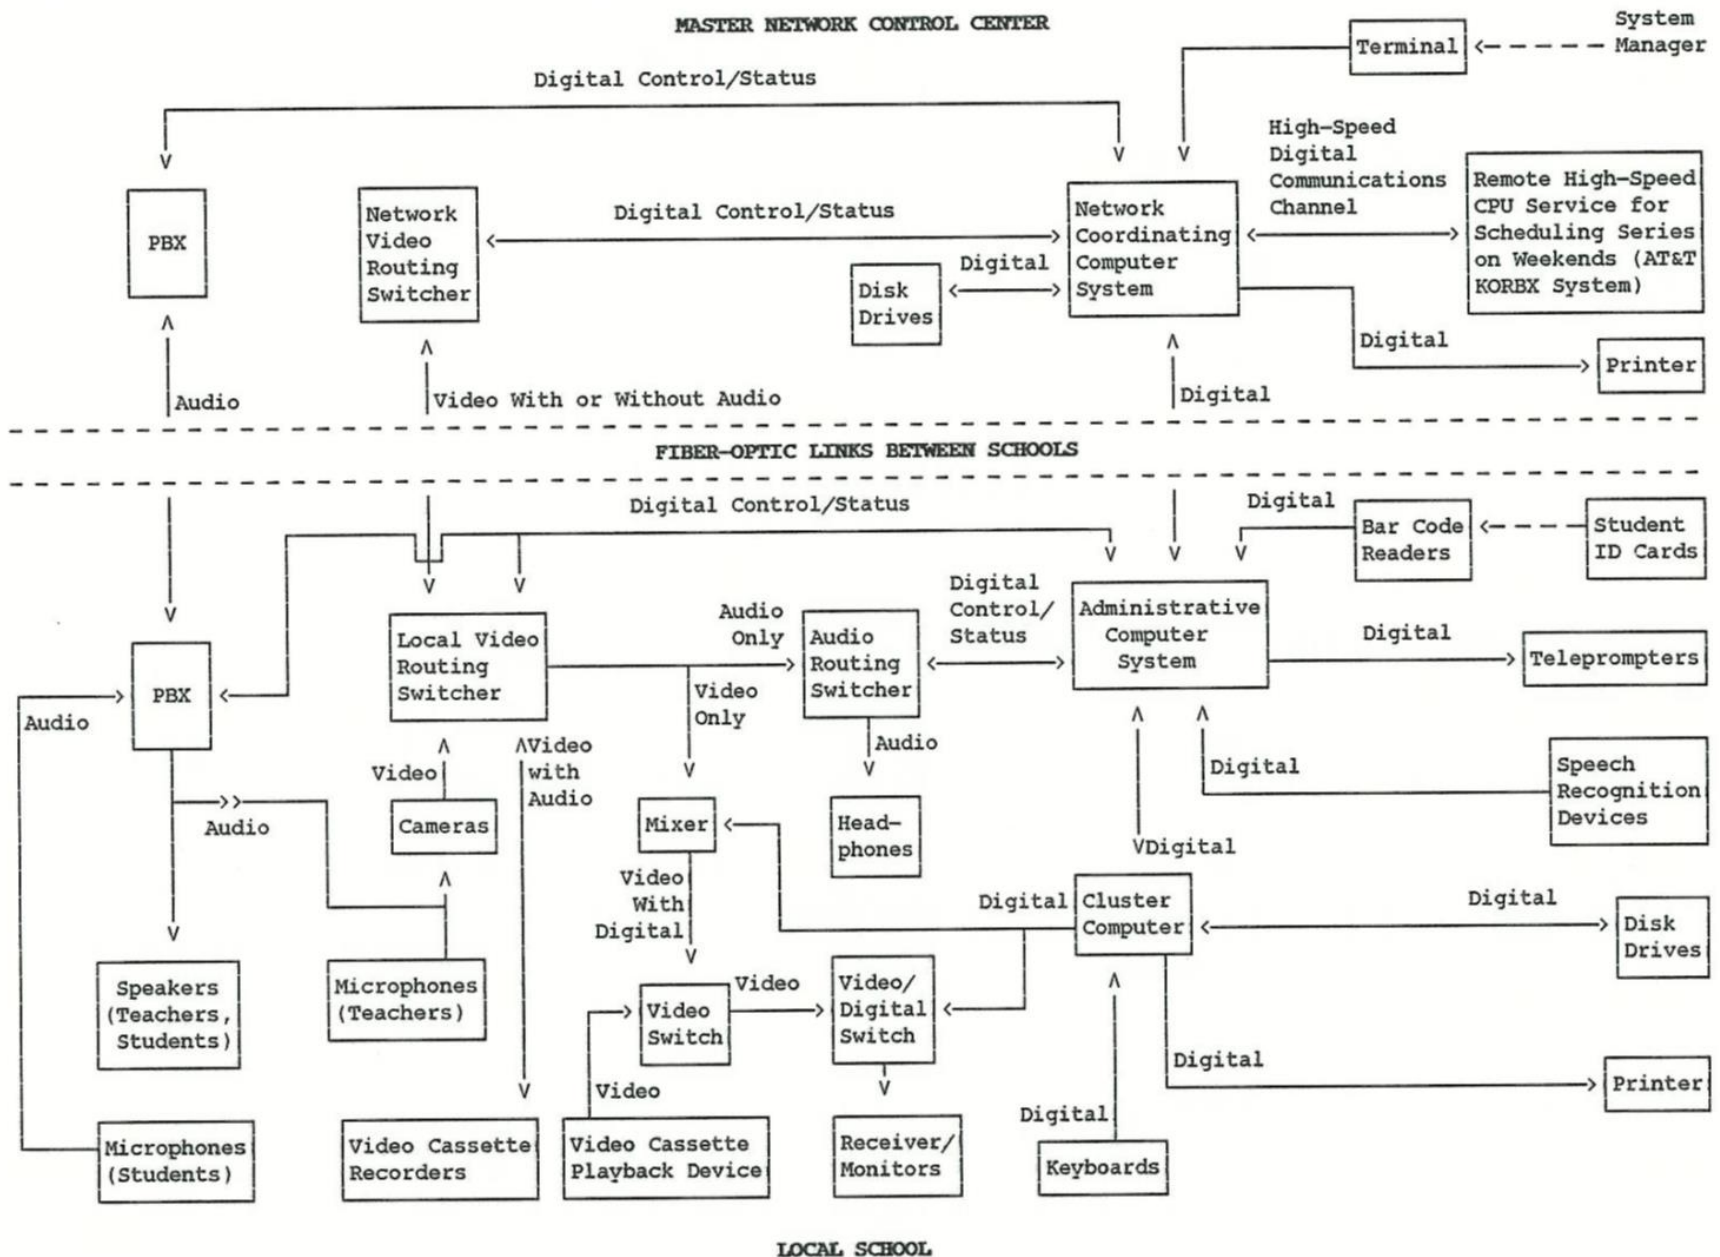 MASTER NETWORK CONTROL CENTER
System
Manager
Terminal
Digital Control/Status
High-Speed
Digital
Communications
Channel
PBX
Network
Video
Routing
Switcher
Digital Control/Status
Network
Coordinating
Computer
System
Remote High-Speed
CPU Service for
Scheduling Series
on Weekends (AT&T
KORBX System)
Digital
Disk
Drives
Digital
Printer
Audio
Video With or Without Audio
Digital
FIBER-OPTIC LINKS BETWEEN SCHOOLS
Digital Control/Status
Digital
Bar Code
Readers
Student
ID Cards
Local Video
Routing
Switcher
Audio
Only
Audio
Routing
Switcher
Digital
Control/
Status
Administrative
Computer
System
Digital
Teleprompters
PBX
Audio
Video
Only
Video
Video
with
Audio
Audio
Digital
Speech
Recognition
Devices
Audio
Cameras
Mixer
Head-
phones
Digital
Video
With
Digital
Digital
Cluster
Computer
Digital
Disk
Drives
Speakers
(Teachers,
Students)
Microphones
(Teachers)
Video
Switch
Video
Video/
Digital
Switch
Digital
Printer
Video
Digital
Microphones
(Students)
Video Cassette
Recorders
Video Cassette
Playback Device
Receiver/
Monitors
Keyboards
LOCAL SCHOOL